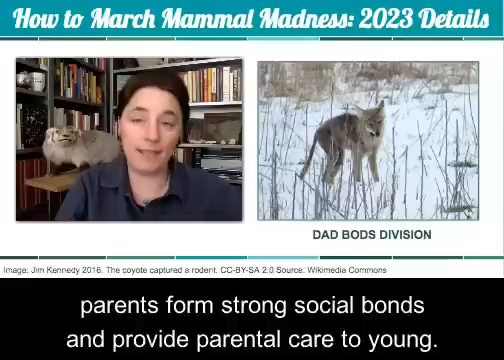 How to March Mammal Madness: 2023 Details
DAD BODS DIVISION
Image: Jim Kennedy 2016. The coyote captured a rodent. CC-BY-SA 2.0 Source: Wikimedia Commons
parents form strong social bonds
and provide parental care to young.